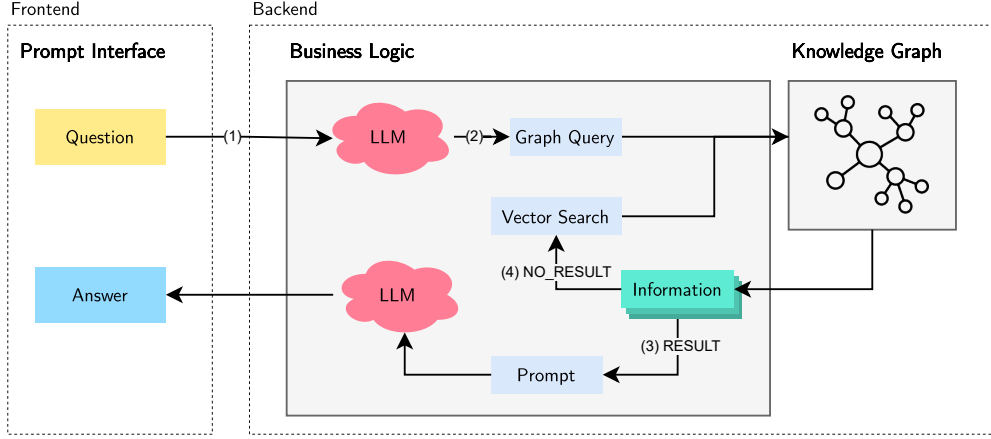 Frontend
Backend
Prompt Interface
Business Logic
Knowledge Graph
Question
(1)
LLM
(2)
Graph Query
Vector Search
(4) NO_RESULT
Answer
LLM
Information
(3) RESULT
Prompt